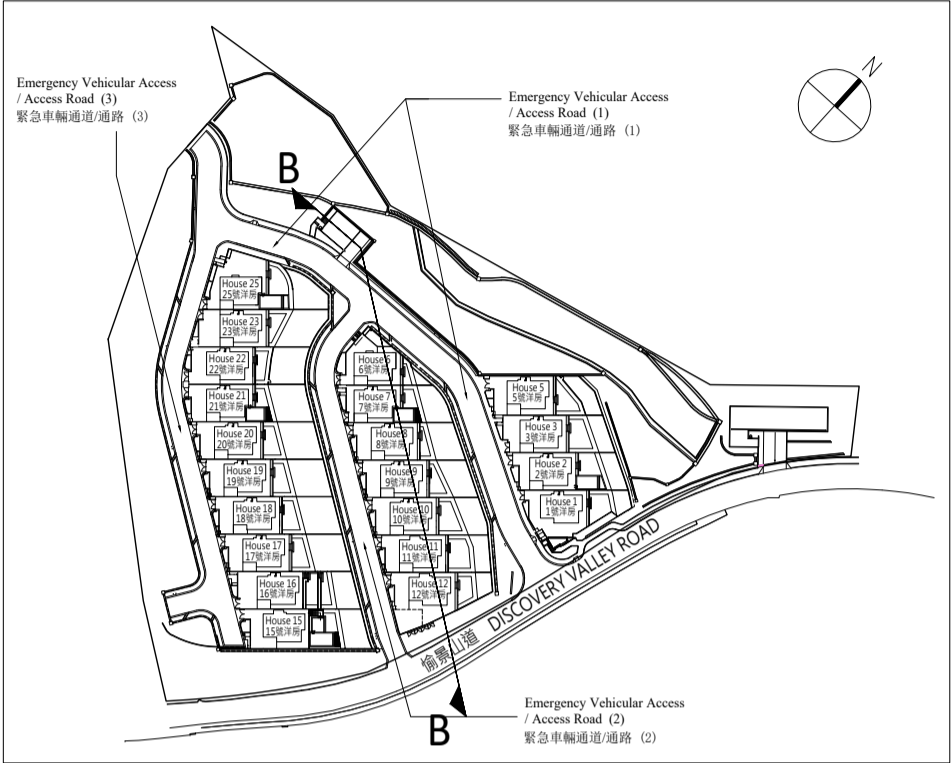 Emergency Vehicular Access
/ Access Road (3)
緊急車輛通道/通路 (3)
Emergency Vehicular Access
/ Access Road (1)
緊急車輛通道/通路 (1)
N
B
House 25
25號洋房
House 23
23號洋房
House 22
22號洋房
House 21
21號洋房
House 20
20號洋房
House 19
19號洋房
House 18
18號洋房
House 17
17號洋房
House 16
16號洋房
House 15
15號洋房
House 6
6號洋房
House 7
7號洋房
House 8
8號洋房
House 9
9號洋房
House 10
10號洋房
House 11
11號洋房
House 12
12號洋房
House 5
5號洋房
House 3
3號洋房
House 2
2號洋房
House 1
1號洋房
愉景山道 DISCOVERY VALLEY ROAD
B
Emergency Vehicular Access
/ Access Road (2)
緊急車輛通道/通路 (2)